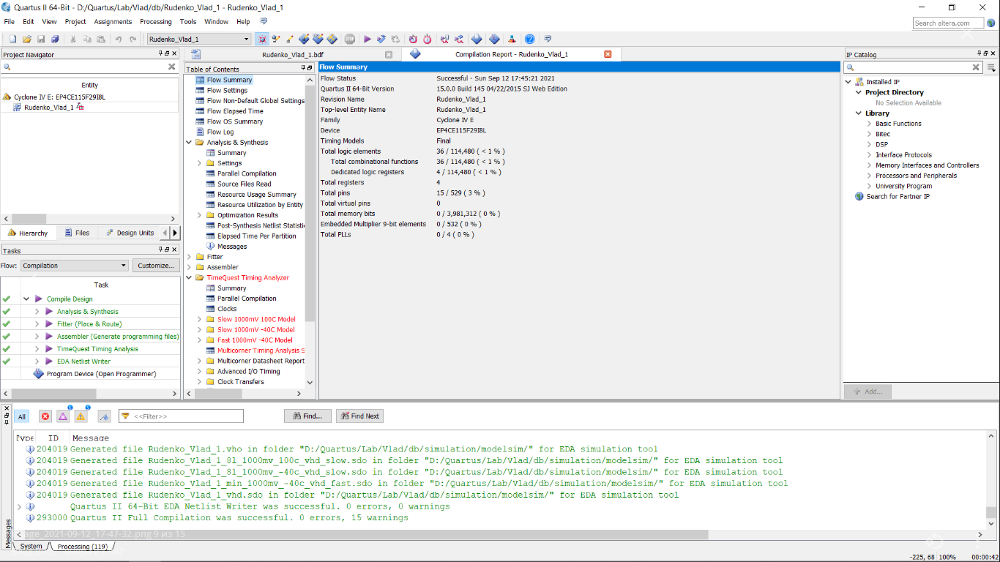 Quartus II 64-Bit - D:/Quartus/Lab/Vlad/db/Rudenko_Vlad_1 - Rudenko_Vlad_1
File Edit View Project Assignments Processing Tools Window Help
Search altera.com
Rudenko_Vlad_1
Project Navigator
Entity
Cyclone IV E: EP4CE115F29I8L
Rudenko_Vlad_1
Hierarchy Files Design Units
Tasks
Flow: Compilation Customize...
Task
Compile Design
Analysis & Synthesis
Fitter (Place & Route)
Assembler (Generate programming files)
TimeQuest Timing Analysis
EDA Netlist Writer
Program Device (Open Programmer)
Rudenko_Vlad_1.bdf
Compilation Report - Rudenko_Vlad_1
Table of Contents
Flow Summary
Flow Settings
Flow Non-Default Global Settings
Flow Elapsed Time
Flow OS Summary
Flow Log
Analysis & Synthesis
Summary
Settings
Parallel Compilation
Source Files Read
Resource Usage Summary
Resource Utilization by Entity
Optimization Results
Post-Synthesis Netlist Statistic
Elapsed Time Per Partition
Messages
Fitter
Assembler
TimeQuest Timing Analyzer
Summary
Parallel Compilation
Clocks
Slow 1000mV 100C Model
Slow 1000mV -40C Model
Fast 1000mV -40C Model
Multicorner Timing Analysis S
Multicorner Datasheet Report
Advanced I/O Timing
Clock Transfers
Flow Summary
Flow Status Successful - Sun Sep 12 17:45:21 2021
Quartus II 64-Bit Version 15.0.0 Build 145 04/22/2015 SJ Web Edition
Revision Name Rudenko_Vlad_1
Top-level Entity Name Rudenko_Vlad_1
Family Cyclone IV E
Device EP4CE115F29I8L
Timing Models Final
Total logic elements 36 / 114,480 ( < 1 % )
Total combinational functions 36 / 114,480 ( < 1 % )
Dedicated logic registers 4 / 114,480 ( < 1 % )
Total registers 4
Total pins 15 / 529 ( 3 % )
Total virtual pins 0
Total memory bits 0 / 3,981,312 ( 0 % )
Embedded Multiplier 9-bit elements 0 / 532 ( 0 % )
Total PLLs 0 / 4 ( 0 % )
IP Catalog
Installed IP
Project Directory
No Selection Available
Library
Basic Functions
Bitec
DSP
Interface Protocols
Memory Interfaces and Controllers
Processors and Peripherals
University Program
Search for Partner IP
Add...
All 6 5 <<Filter>> Find... Find Next
Type ID Message
204019 Generated file Rudenko_Vlad_1.vho in folder "D:/Quartus/Lab/Vlad/db/simulation/modelsim/" for EDA simulation tool
204019 Generated file Rudenko_Vlad_1_8l_1000mv_100c_vhd_slow.sdo in folder "D:/Quartus/Lab/Vlad/db/simulation/modelsim/" for EDA simulation tool
204019 Generated file Rudenko_Vlad_1_8l_1000mv_-40c_vhd_slow.sdo in folder "D:/Quartus/Lab/Vlad/db/simulation/modelsim/" for EDA simulation tool
204019 Generated file Rudenko_Vlad_1_min_1000mv_-40c_vhd_fast.sdo in folder "D:/Quartus/Lab/Vlad/db/simulation/modelsim/" for EDA simulation tool
204019 Generated file Rudenko_Vlad_1_vhd.sdo in folder "D:/Quartus/Lab/Vlad/db/simulation/modelsim/" for EDA simulation tool
Quartus II 64-Bit EDA Netlist Writer was successful. 0 errors, 0 warnings
293000 Quartus II Full Compilation was successful. 0 errors, 15 warnings
age_2021-09-12_17-47-32.png 9 из 15
Messages
System Processing (119)
-225, 68 100% 00:00:42